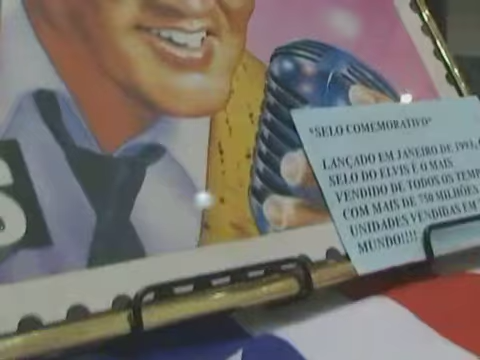 "SELO COMEMORATIVO"
LANÇADO EM JANEIRO DE 1993,
SELO DO ELVIS É O MAIS
VENDIDO DE TODOS OS TEMP
COM MAIS DE 750 MILHÕES
UNIDADES VENDIDAS EM
MUNDO!!!!
S